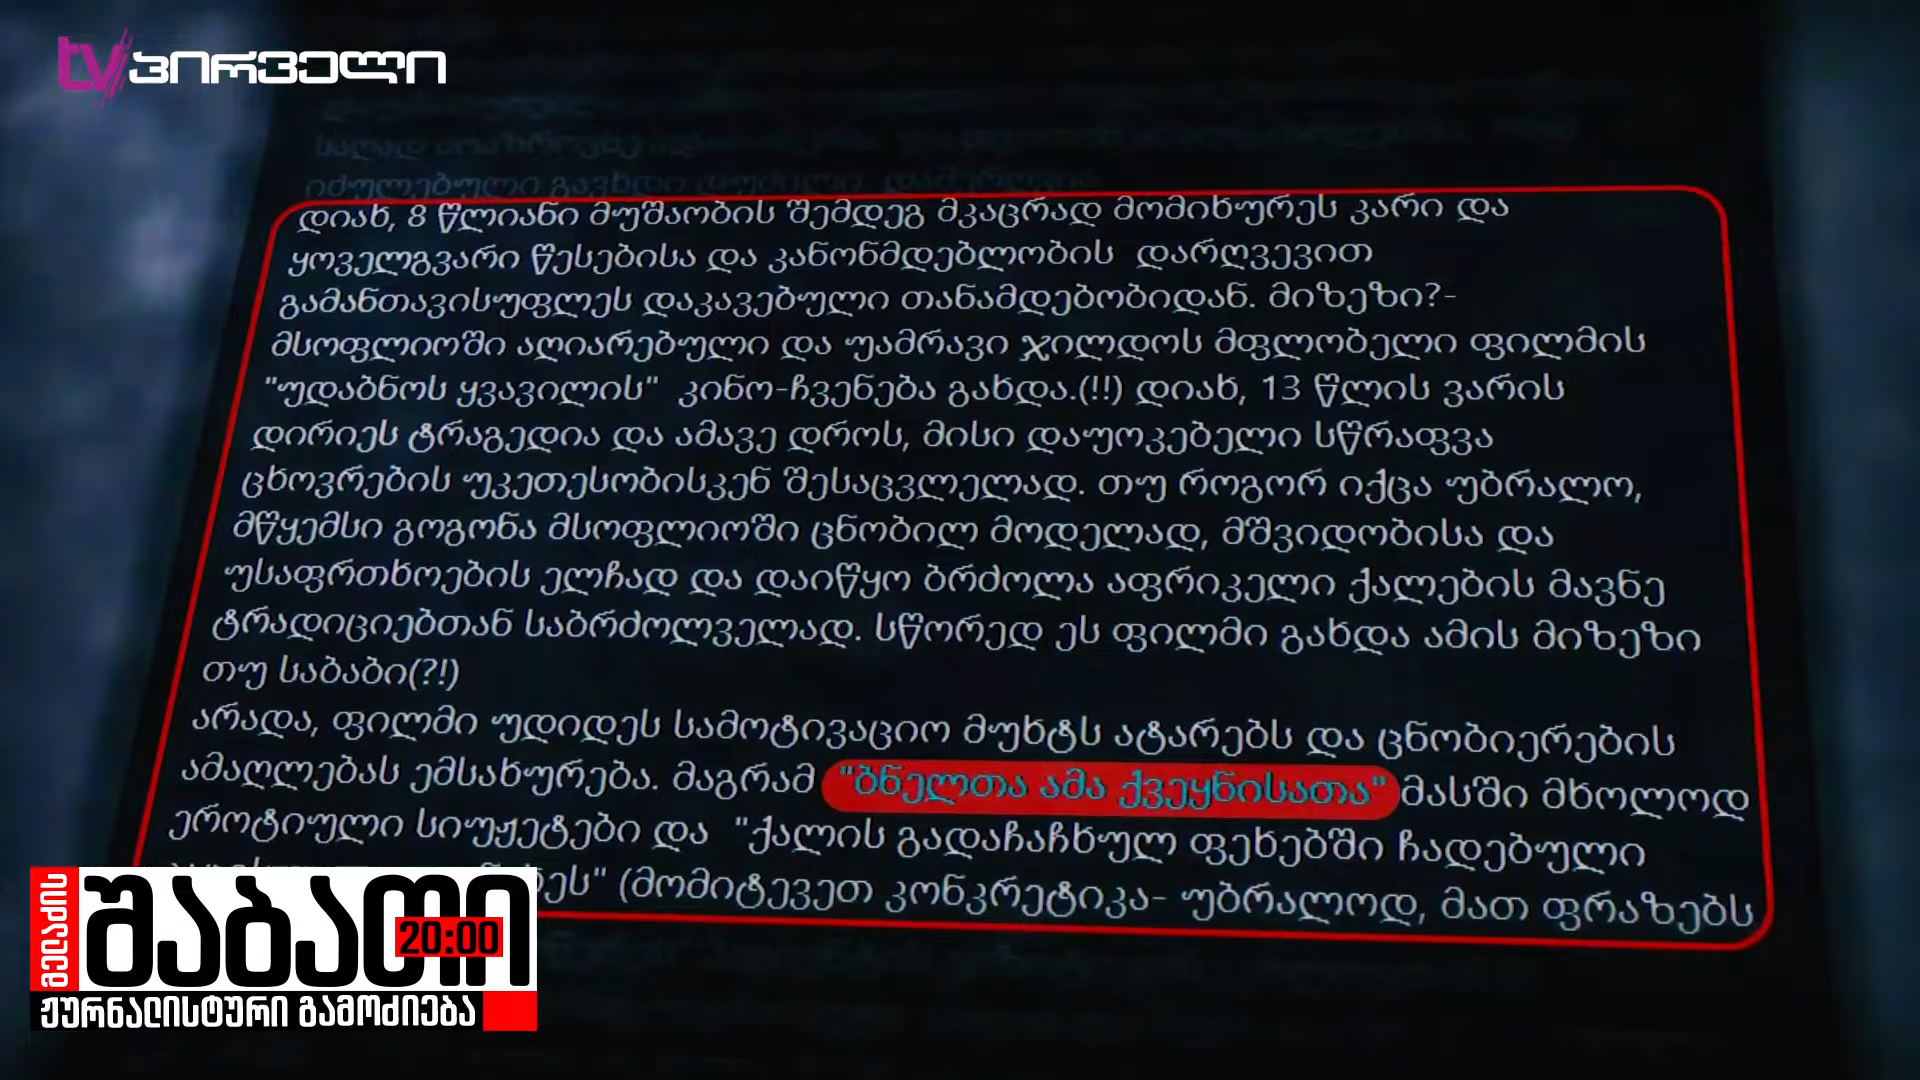 tv პირველი
იძულებული გავხდი
დიახ, 8 წლიანი მუშაობის შემდეგ მკაცრად მომიხურეს კარი და
ყოველგვარი წესებისა და კანონმდებლობის დარღვევით
გამანთავისუფლეს დაკავებული თანამდებობიდან. მიზეზი?-
მსოფლიოში აღიარებული და უამრავი ჯილდოს მფლობელი ფილმის
"უდაბნოს ყვავილის" კინო-ჩვენება გახდა.(!!) დიახ, 13 წლის ვარის
დირიეს ტრაგედია და ამავე დროს, მისი დაუოკებელი სწრაფვა
ცხოვრების უკეთესობისკენ შესაცვლელად. თუ როგორ იქცა უბრალო,
მწყემსი გოგონა მსოფლიოში ცნობილ მოდელად, მშვიდობისა და
უსაფრთხოების ელჩად და დაიწყო ბრძოლა აფრიკელი ქალების მავნე
ტრადიციებთან საბრძოლველად. სწორედ ეს ფილმი გახდა ამის მიზეზი
თუ საბაბი(?!)
არადა, ფილმი უდიდეს სამოტივაციო მუხტს ატარებს და ცნობიერების
ამაღლებას ემსახურება. მაგრამ "ბნელთა ამა ქვეყნისათა" მასში მხოლოდ
ეროტიული სიუჟეტები და "ქალის გადაჩაჩხულ ფეხებში ჩადებული
(მომიტევეთ კონკრეტიკა- უბრალოდ, მათ ფრაზებს
მელაძის
შაბათი
20:00
ჟურნალისტური გამოძიება